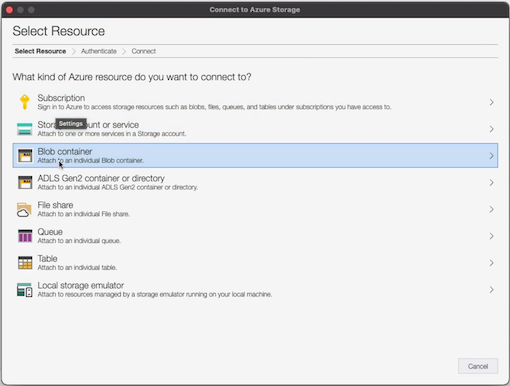 Connect to Azure Storage
Select Resource
Select Resource > Authenticate > Connect
What kind of Azure resource do you want to connect to?
Subscription
Sign in to Azure to access storage resources such as blobs, files, queues, and tables under subscriptions you have access to.
Settings
or service
Attach to one or more services in a Storage account.
Blob container
Attach to an individual Blob container.
ADLS Gen2 container or directory
Attach to an individual ADLS Gen2 container or directory.
File share
Attach to an individual File share.
Queue
Attach to an individual queue.
Table
Attach to an individual table.
Local storage emulator
Attach to resources managed by a storage emulator running on your local machine.
Cancel